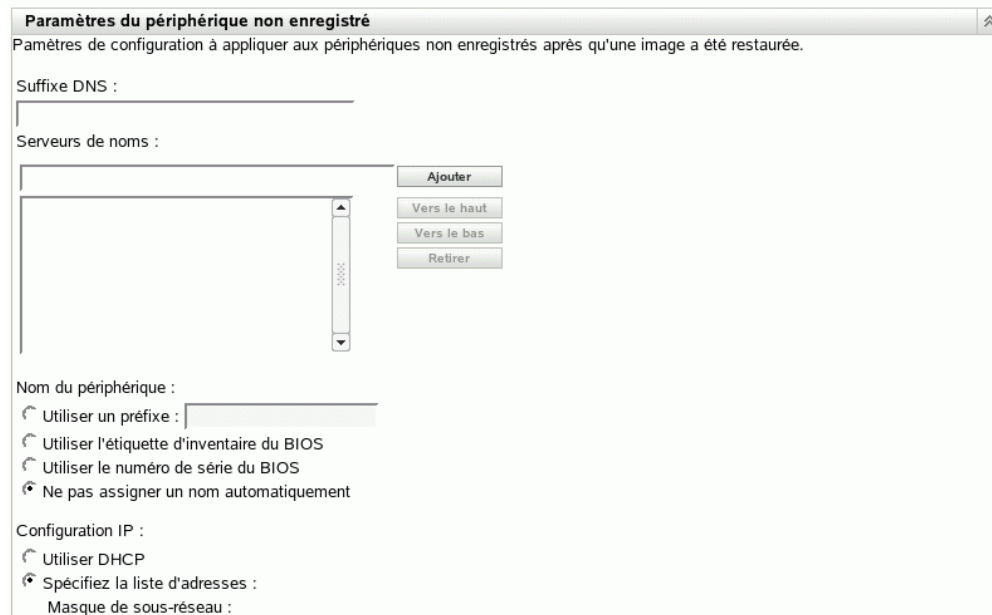 Paramètres du périphérique non enregistré
Pamètres de configuration à appliquer aux périphériques non enregistrés après qu'une image a été restaurée.
Suffixe DNS :
Serveurs de noms :
Ajouter
Vers le haut
Vers le bas
Retirer
Nom du périphérique :
Utiliser un préfixe :
Utiliser l'étiquette d'inventaire du BIOS
Utiliser le numéro de série du BIOS
Ne pas assigner un nom automatiquement
Configuration IP :
Utiliser DHCP
Spécifiez la liste d'adresses :
Masque de sous-réseau :